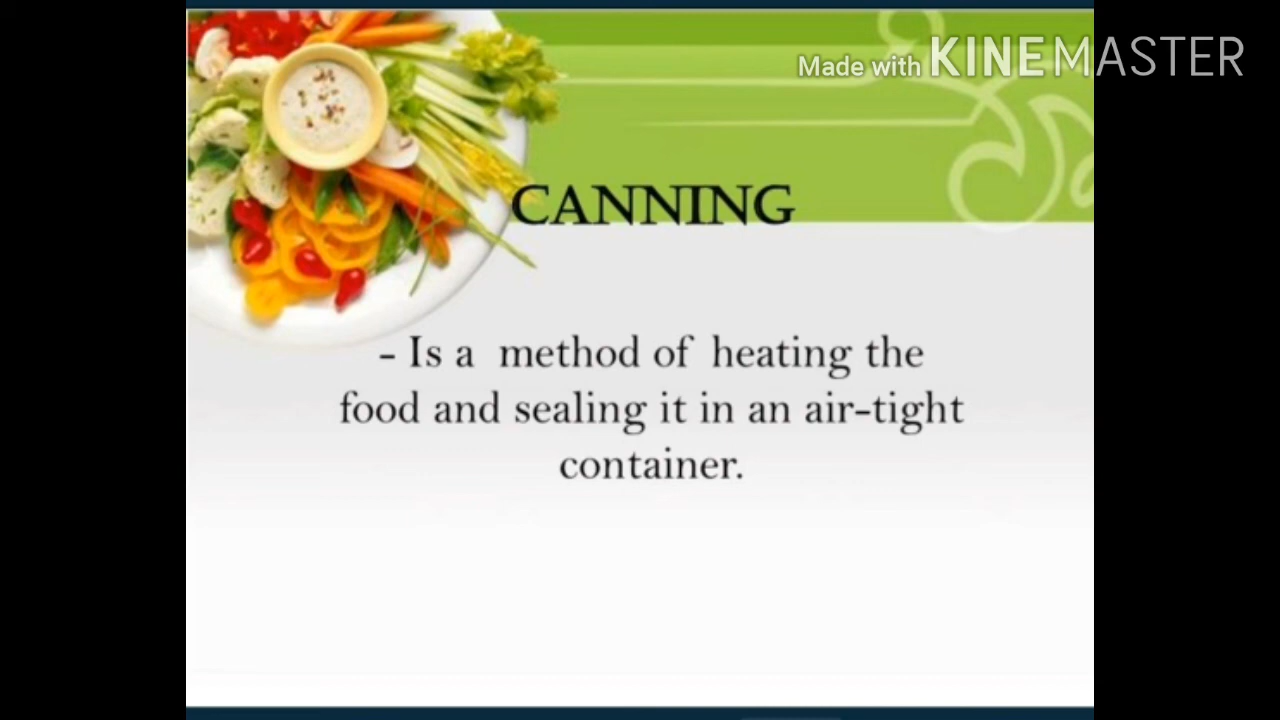 Made with KINEMASTER
CANNING
- Is a method of heating the
food and sealing it in an air-tight
container.